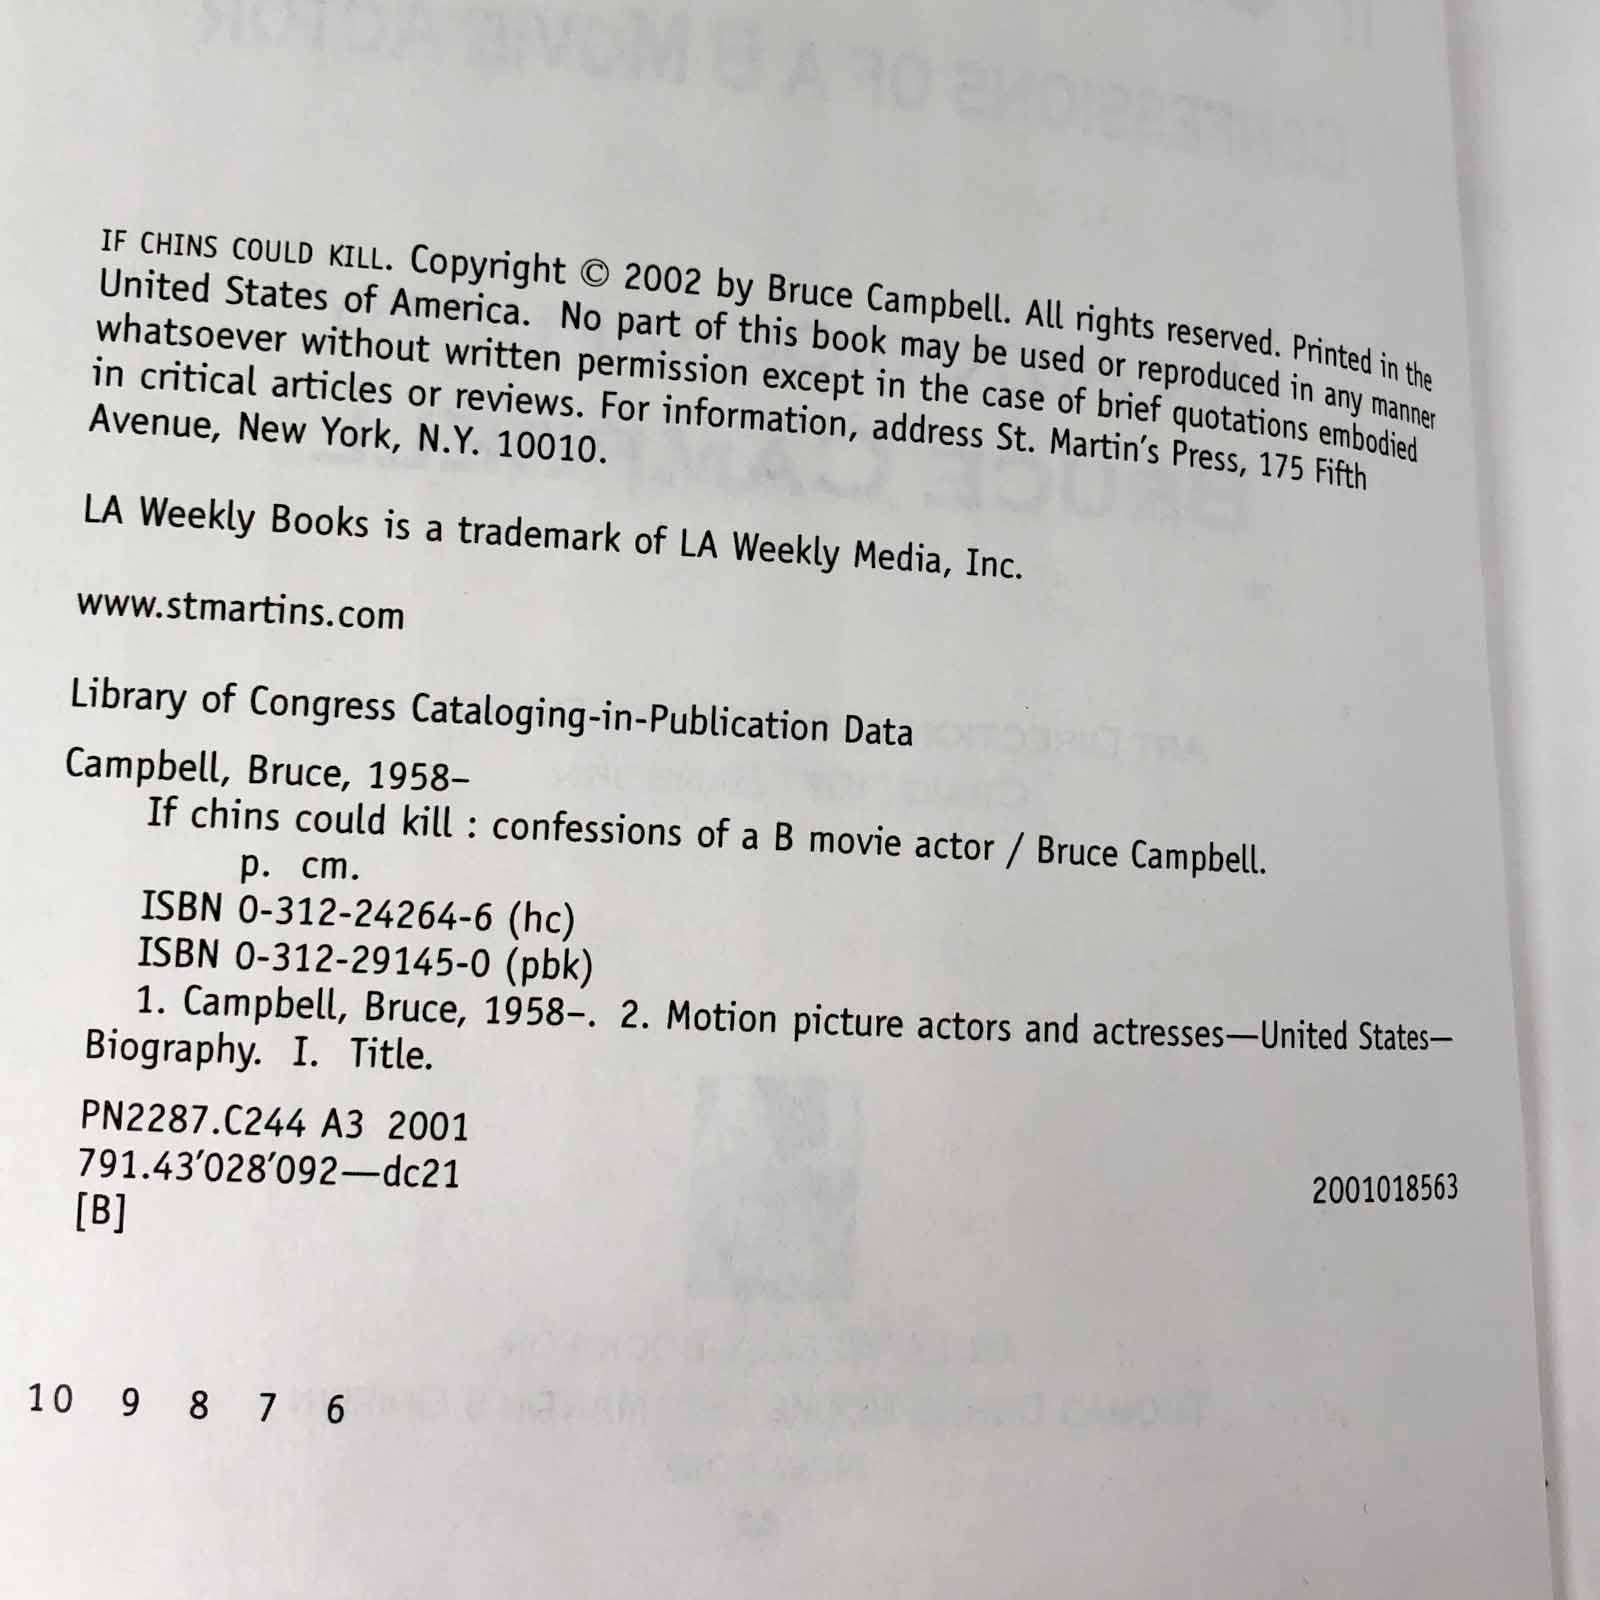 IF CHINS COULD KILL. Copyright © 2002 by Bruce Campbell. All rights reserved. Printed in the
United States of America. No part of this book may be used or reproduced in any manner
whatsoever without written permission except in the case of brief quotations embodied
in critical articles or reviews. For information, address St. Martin's Press, 175 Fifth
Avenue, New York, N.Y. 10010.
LA Weekly Books is a trademark of LA Weekly Media, Inc.
www.stmartins.com
Library of Congress Cataloging-in-Publication Data
Campbell, Bruce, 1958–
If chins could kill : confessions of a B movie actor / Bruce Campbell.
p. cm.
ISBN 0-312-24264-6 (hc)
ISBN 0-312-29145-0 (pbk)
1. Campbell, Bruce, 1958–. 2. Motion picture actors and actresses—United States—
Biography. I. Title.
PN2287.C244 A3 2001
791.43′028′092—dc21
2001018563
[B]
10 9 8 7 6